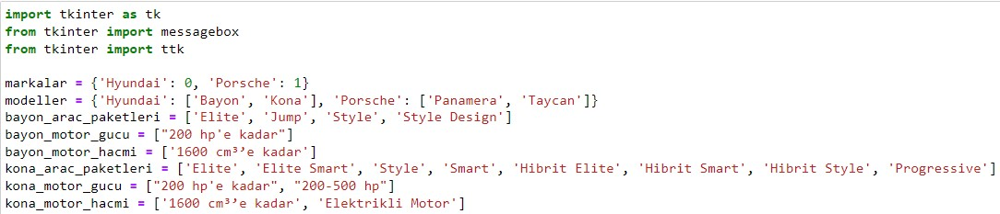 import tkinter as tk
from tkinter import messagebox
from tkinter import ttk
markalar = {'Hyundai': 0, 'Porsche': 1}
modeller = {'Hyundai': ['Bayon', 'Kona'], 'Porsche': ['Panamera', 'Taycan']}
bayon_arac_paketleri = ['Elite', 'Jump', 'Style', 'Style Design']
bayon_motor_gucu = ["200 hp'e kadar"]
bayon_motor_hacmi = ['1600 cm³’e kadar']
kona_arac_paketleri = ['Elite', 'Elite Smart', 'Style', 'Smart', 'Hibrit Elite', 'Hibrit Smart', 'Hibrit Style', 'Progressive']
kona_motor_gucu = ["200 hp'e kadar", "200-500 hp"]
kona_motor_hacmi = ['1600 cm³’e kadar', 'Elektrikli Motor']